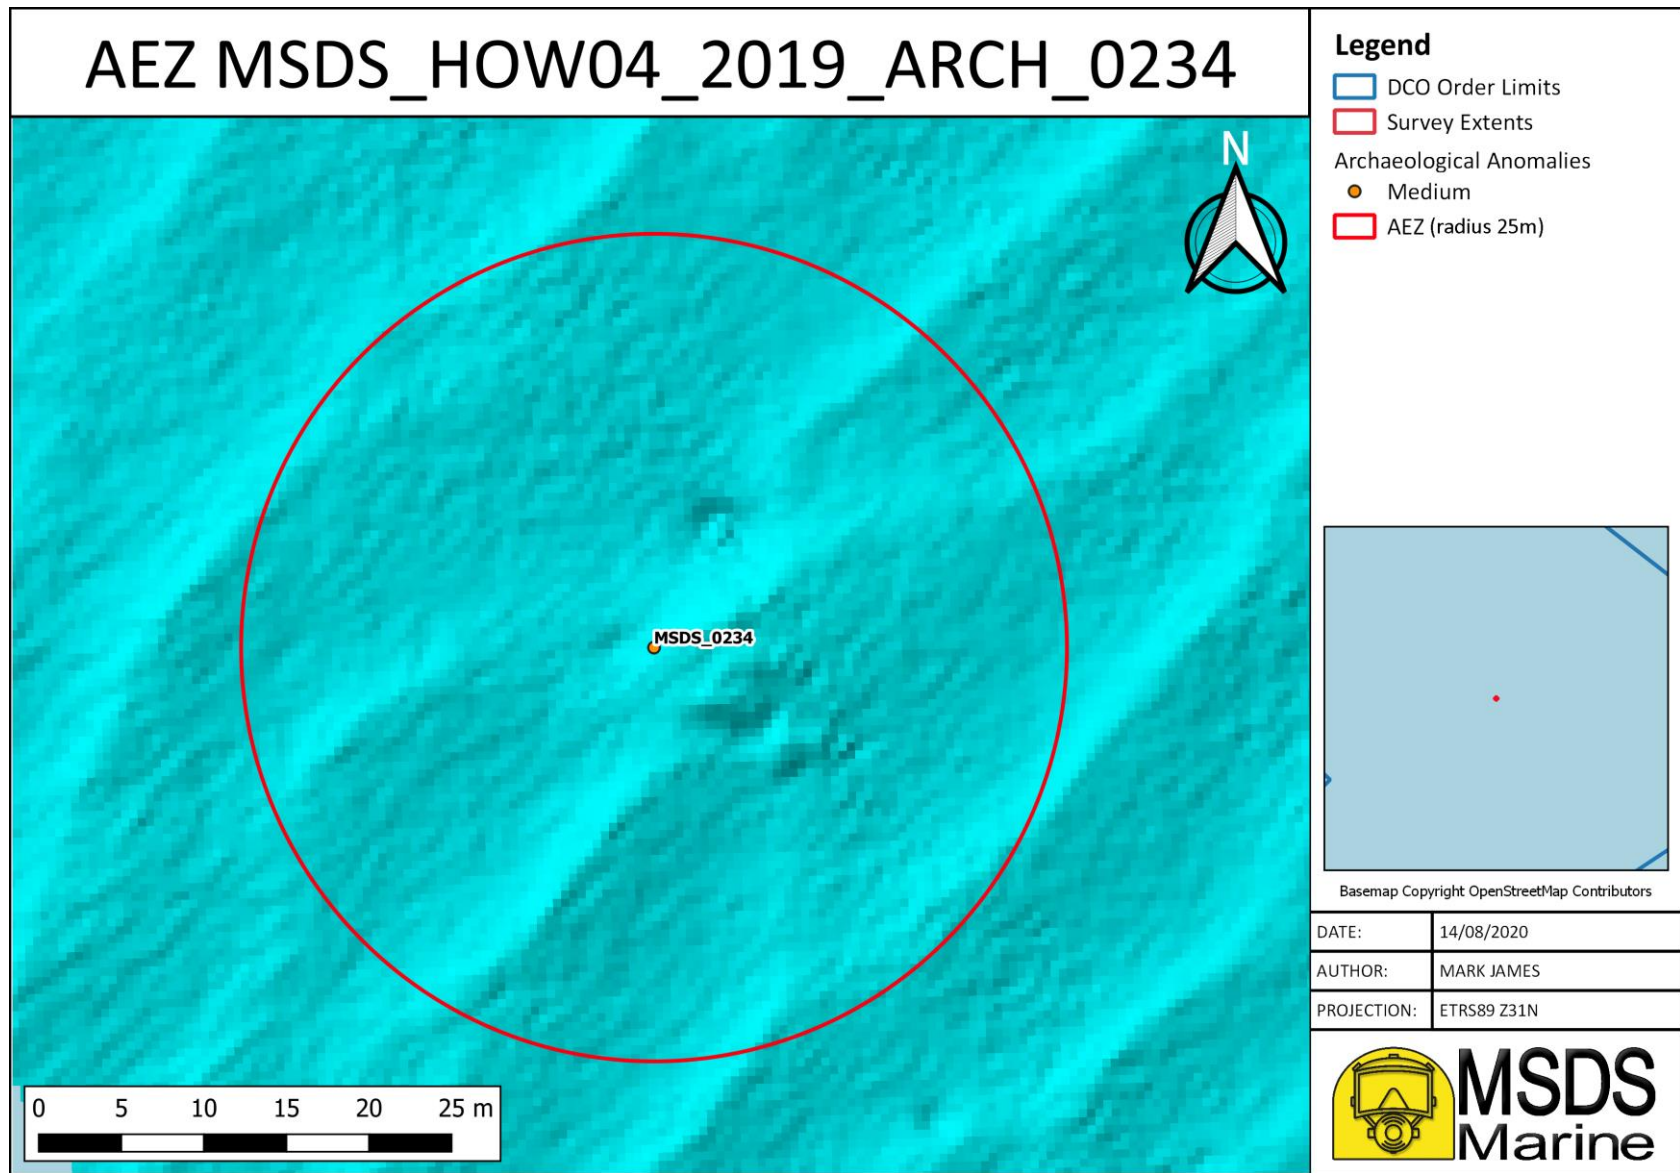 AEZ MSDS_HOW04_2019_ARCH_0234
N
MSDS_0234
0 5 10 15 20 25 m
Legend
DCO Order Limits
Survey Extents
Archaeological Anomalies
Medium
AEZ (radius 25m)
Basemap Copyright OpenStreetMap Contributors
DATE: 14/08/2020
AUTHOR: MARK JAMES
PROJECTION: ETRS89 Z31N
MSDS
Marine